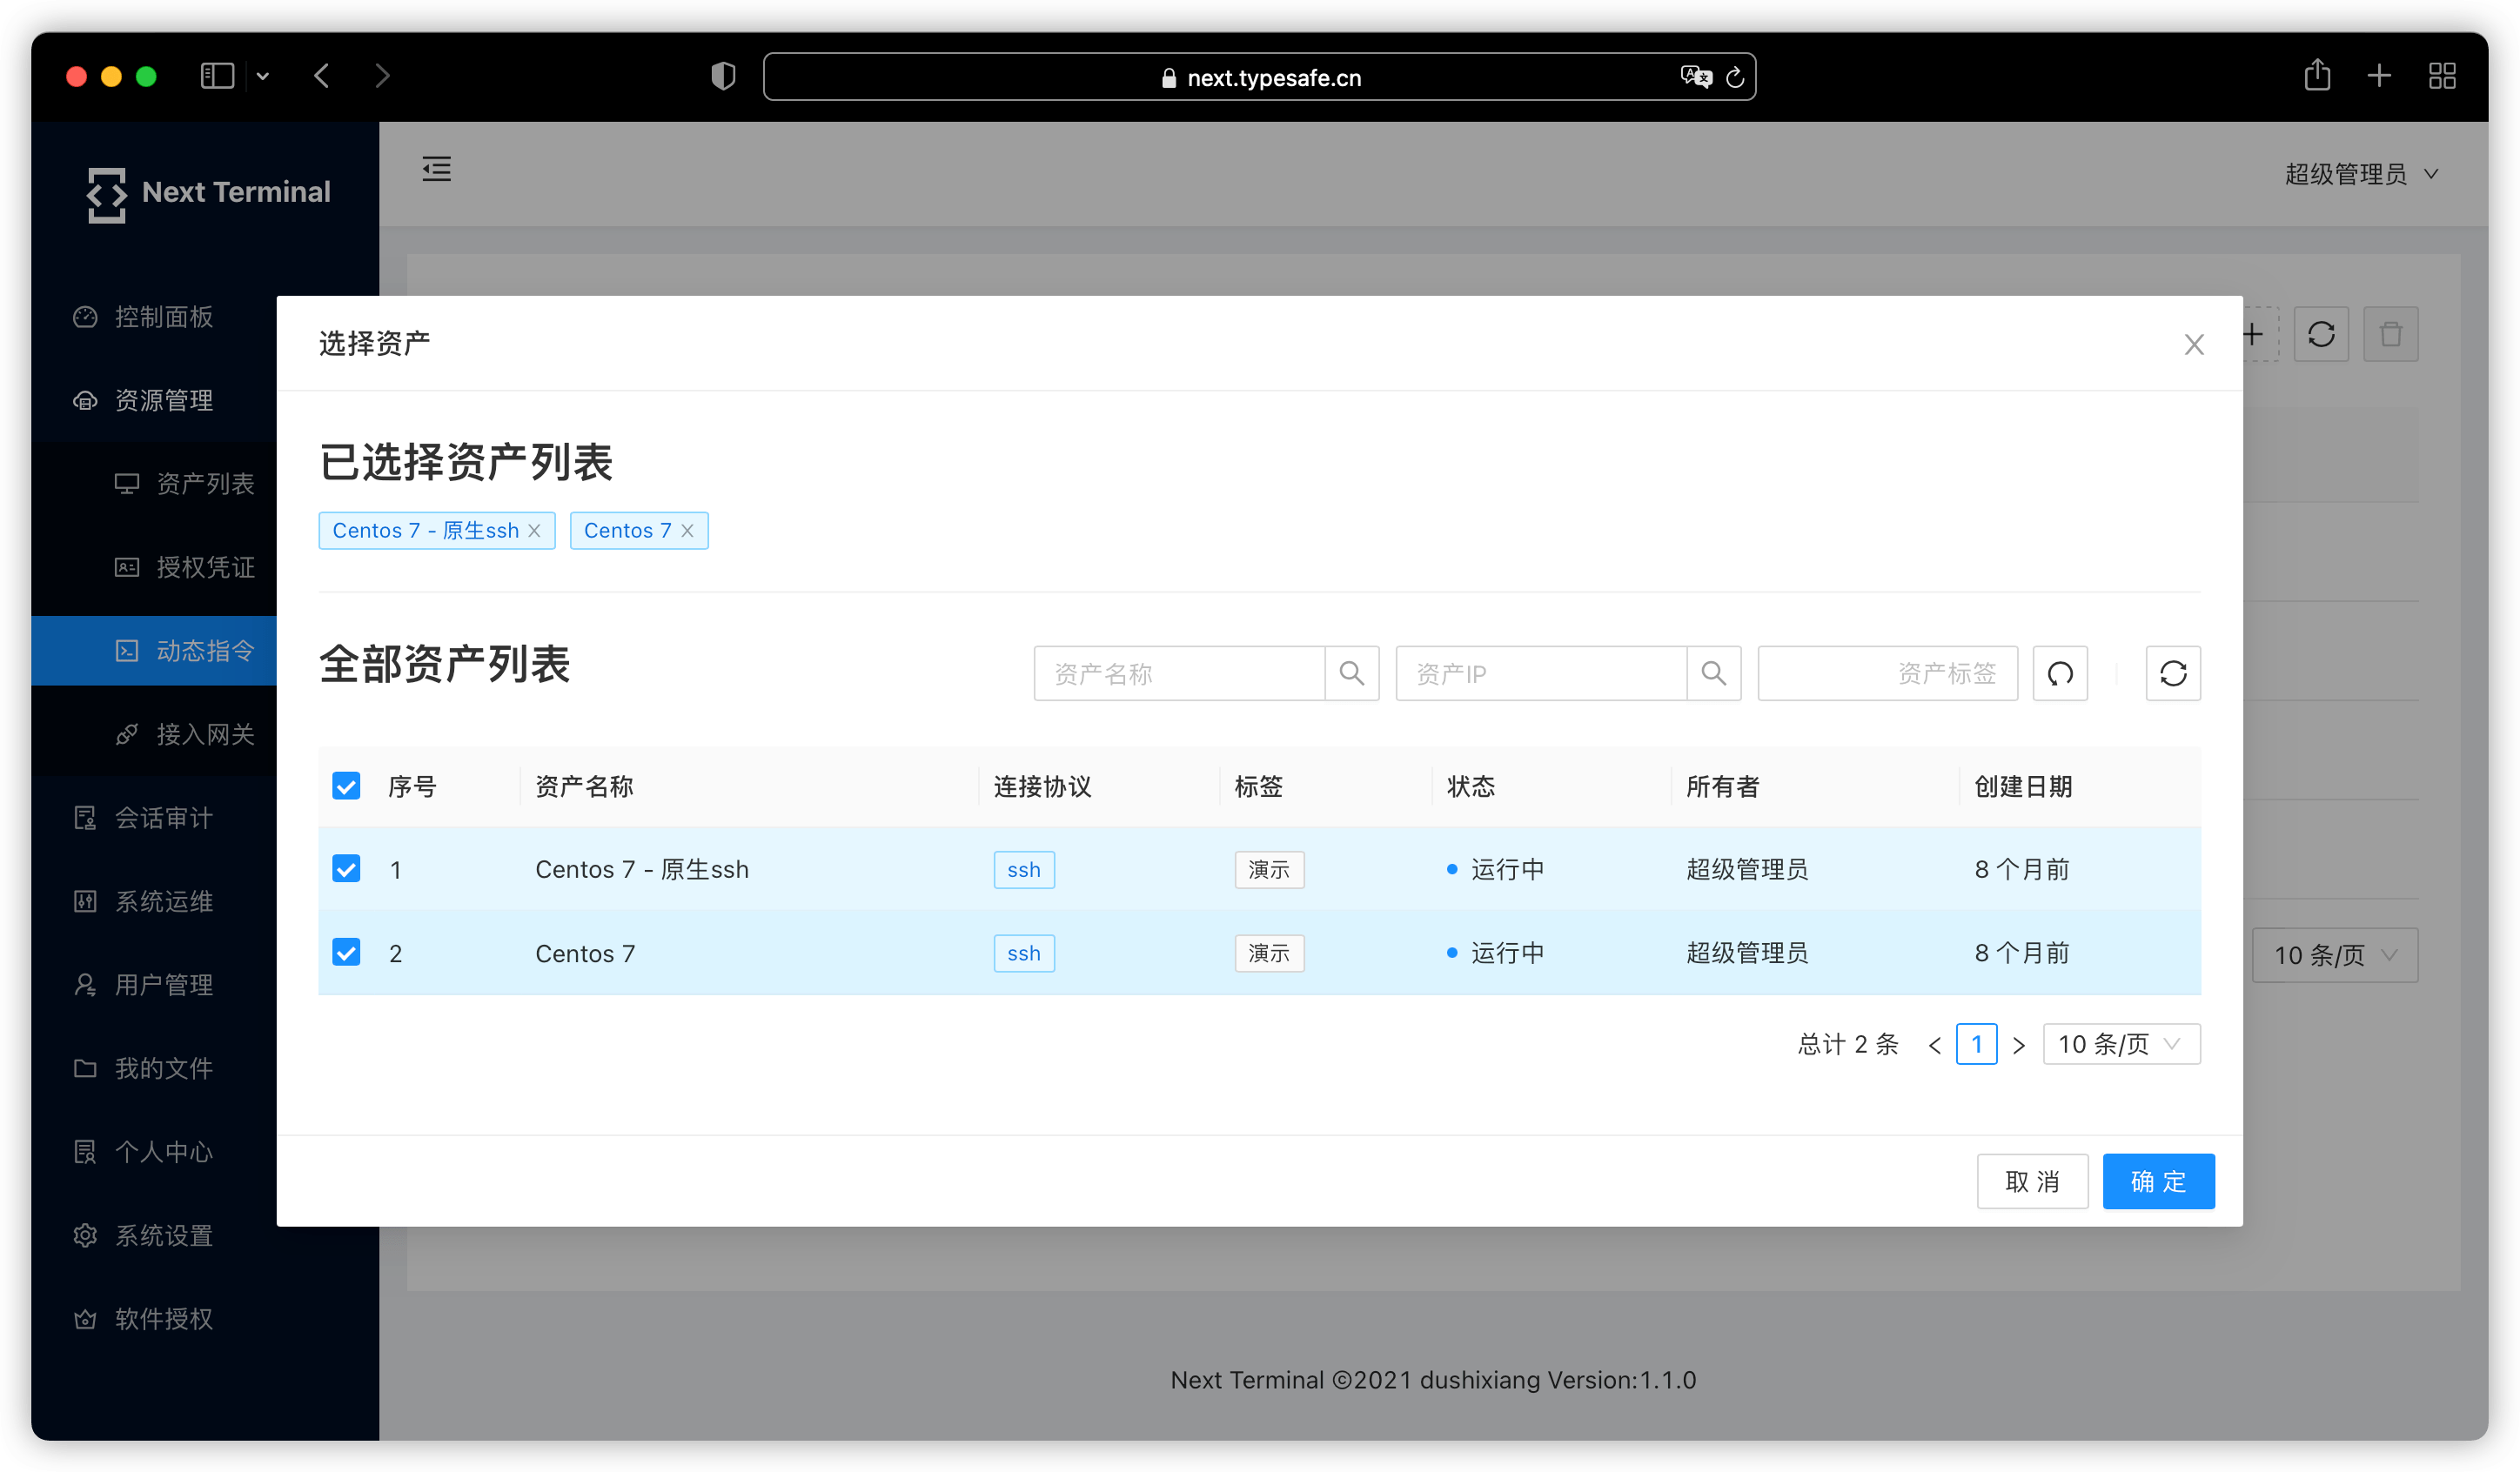 next.typesafe.cn
Next Terminal
超级管理员
控制面板
资源管理
资产列表
授权凭证
动态指令
接入网关
会话审计
系统运维
用户管理
我的文件
个人中心
系统设置
软件授权
选择资产
已选择资产列表
Centos 7 - 原生ssh Centos 7
全部资产列表 资产名称 资产IP 资产标签
序号 资产名称 连接协议 标签 状态 所有者 创建日期
1 Centos 7 - 原生ssh ssh 演示 运行中 超级管理员 8 个月前
2 Centos 7 ssh 演示 运行中 超级管理员 8 个月前
总计 2 条 1 10 条/页
取 消 确 定
10 条/页
Next Terminal ©2021 dushixiang Version:1.1.0